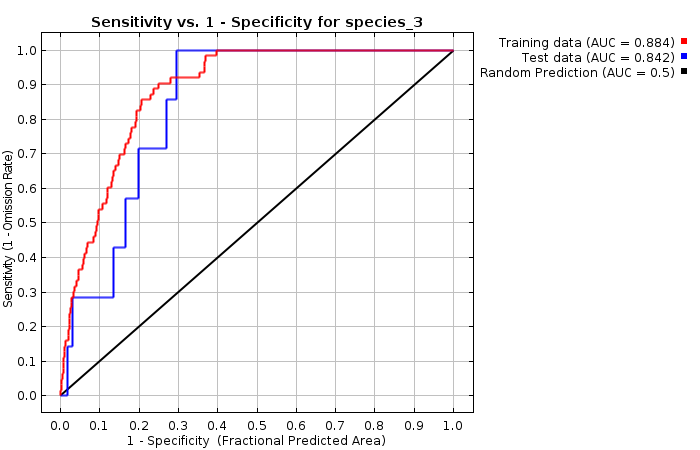 Sensitivity vs. 1 - Specificity for species_3
Training data (AUC = 0.884)
Test data (AUC = 0.842)
Random Prediction (AUC = 0.5)
Sensitivity (1 - Omission Rate)
1.0
0.9
0.8
0.7
0.6
0.5
0.4
0.3
0.2
0.1
0.0
0.0 0.1 0.2 0.3 0.4 0.5 0.6 0.7 0.8 0.9 1.0
1 - Specificity (Fractional Predicted Area)